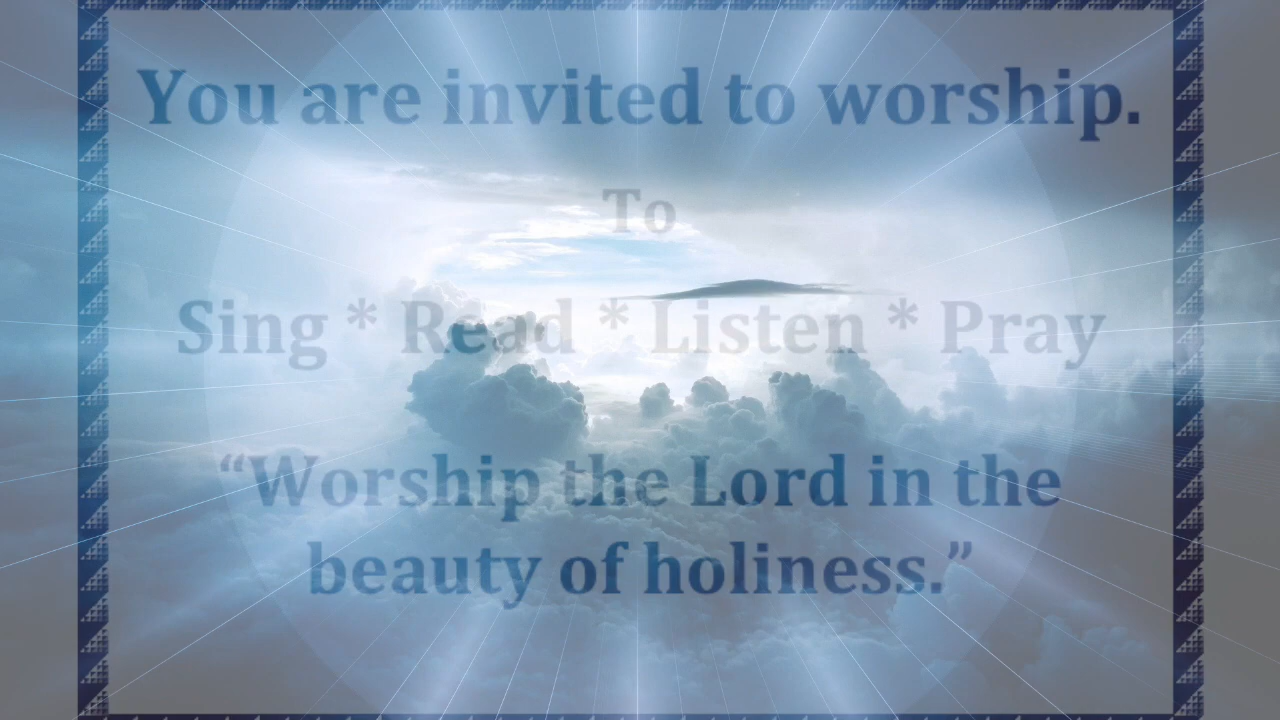 You are invited to worship.
To
Sing * Read * Listen * Pray
“Worship the Lord in the
beauty of holiness.”